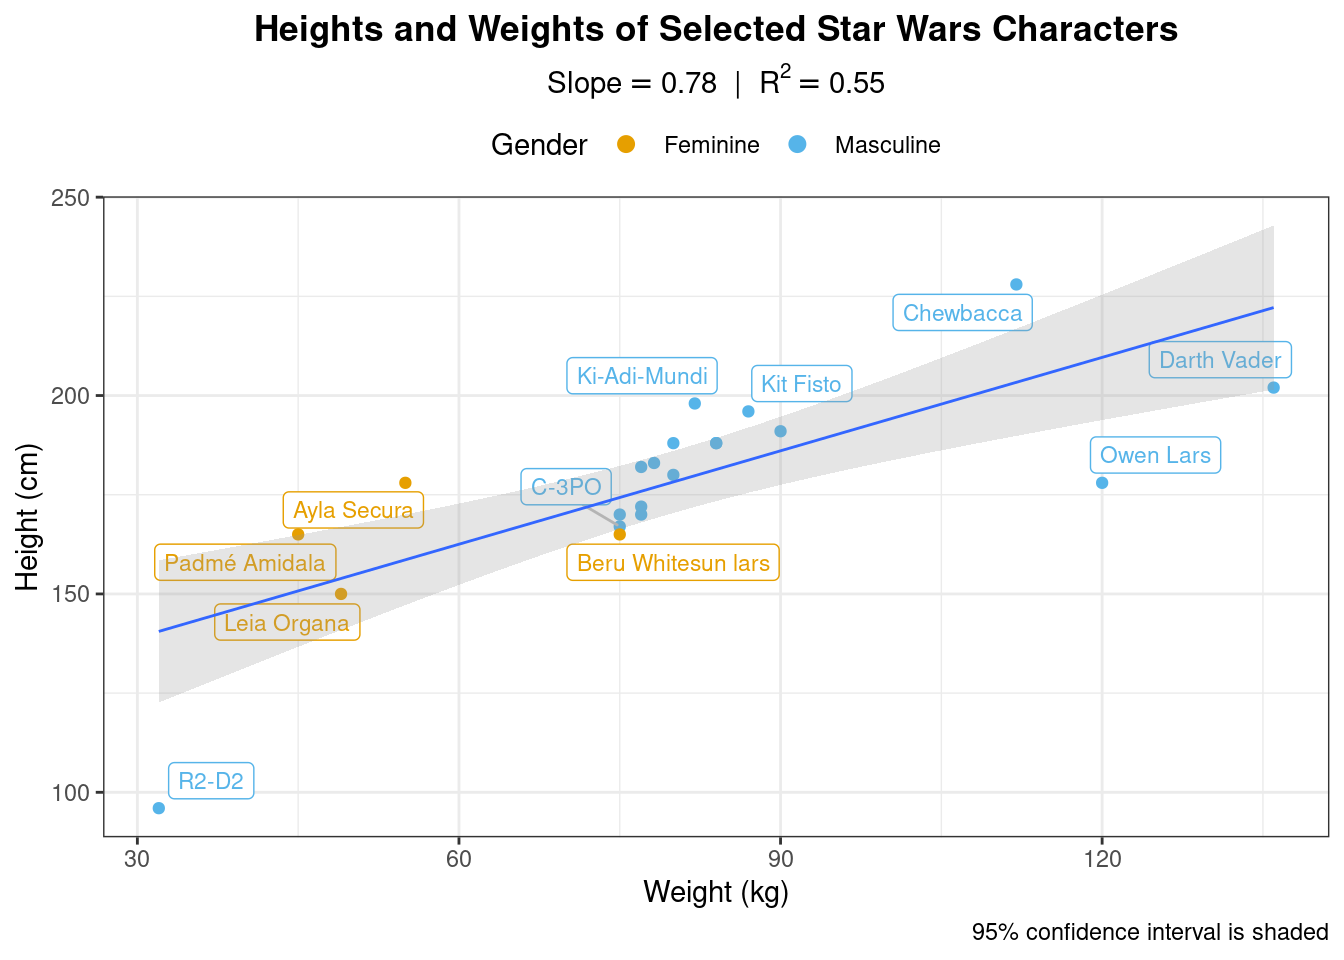 Heights and Weights of Selected Star Wars Characters
Slope = 0.78 | R² = 0.55
Gender Feminine Masculine
250
200
150
100
Height (cm)
Chewbacca
Darth Vader
Ki-Adi-Mundi
Kit Fisto
Owen Lars
C-3PO
Ayla Secura
Padmé Amidala
Beru Whitesun lars
Leia Organa
R2-D2
30 60 90 120
Weight (kg)
95% confidence interval is shaded